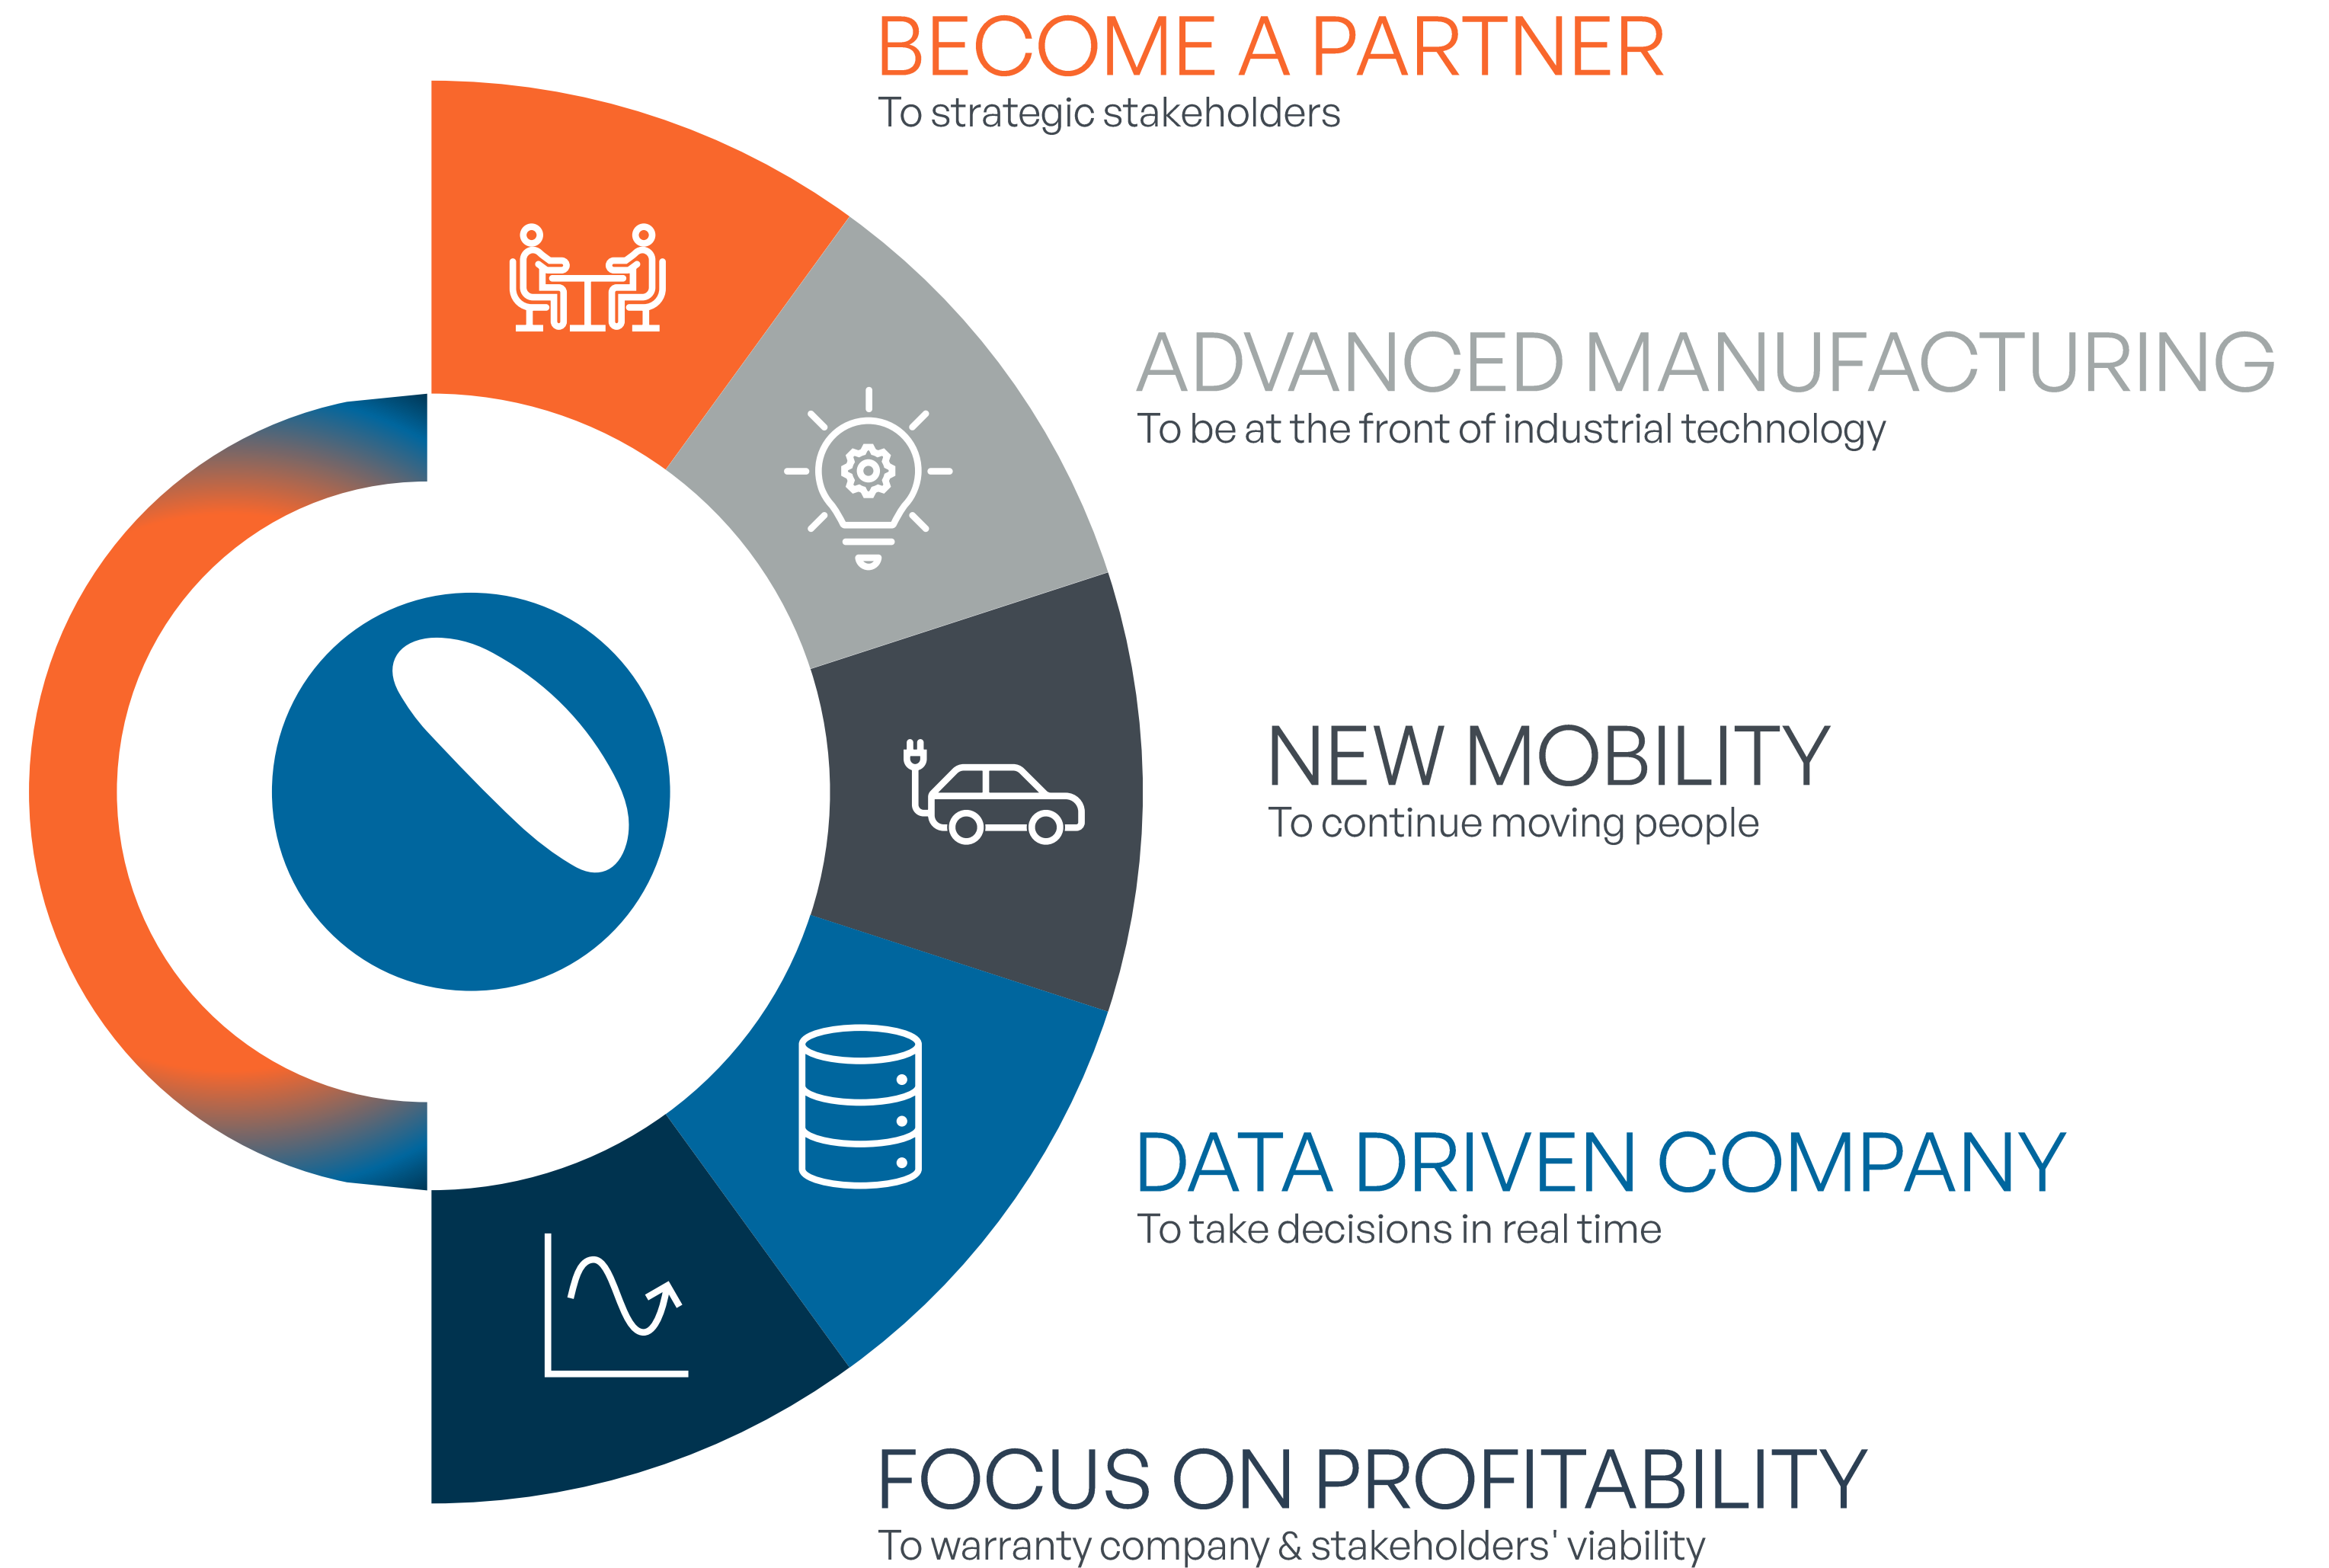 BECOME A PARTNER
To strategic stakeholders
ADVANCED MANUFACTURING
To be at the front of industrial technology
NEW MOBILITY
To continue moving people
DATA DRIVEN COMPANY
To take decisions in real time
FOCUS ON PROFITABILITY
To warranty company & stakeholders' viability